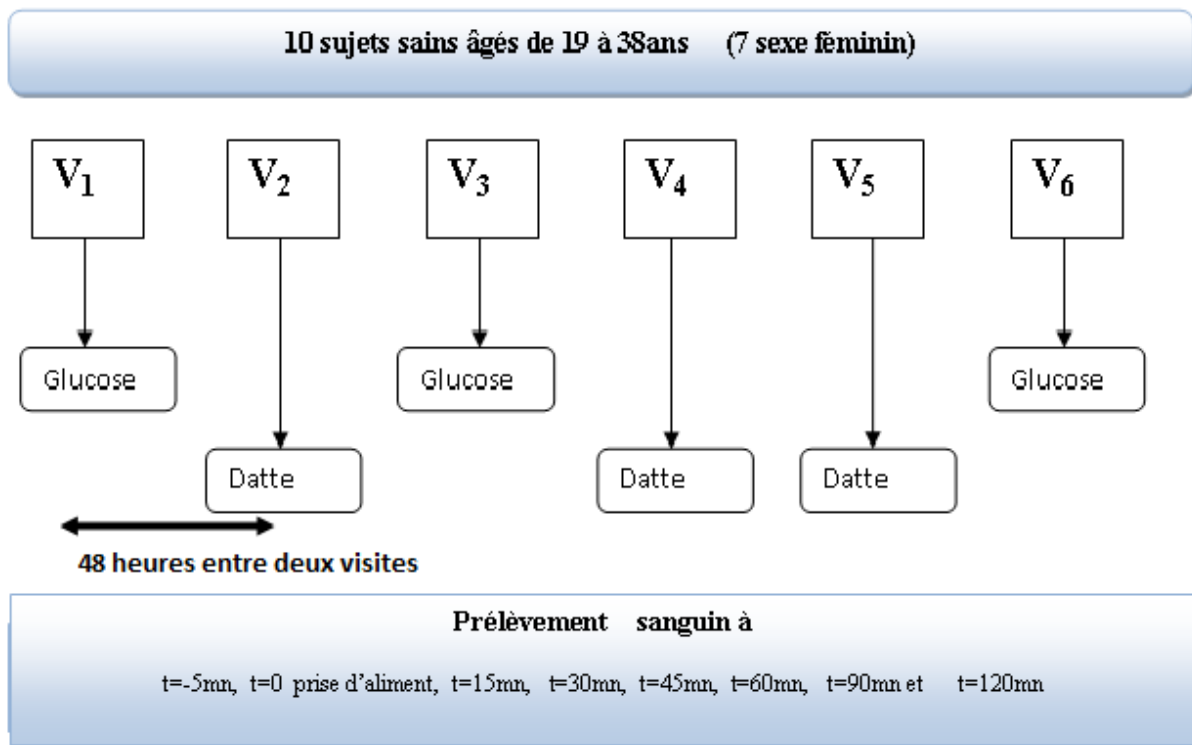 10 sujets sains âgés de 19 à 38ans (7 sexe féminin)
V1 V2 V3 V4 V5 V6
Glucose Glucose Glucose
Datte Datte Datte
48 heures entre deux visites
Prélèvement sanguin à
t=-5mn, t=0 prise d'aliment, t=15mn, t=30mn, t=45mn, t=60mn, t=90mn et t=120mn